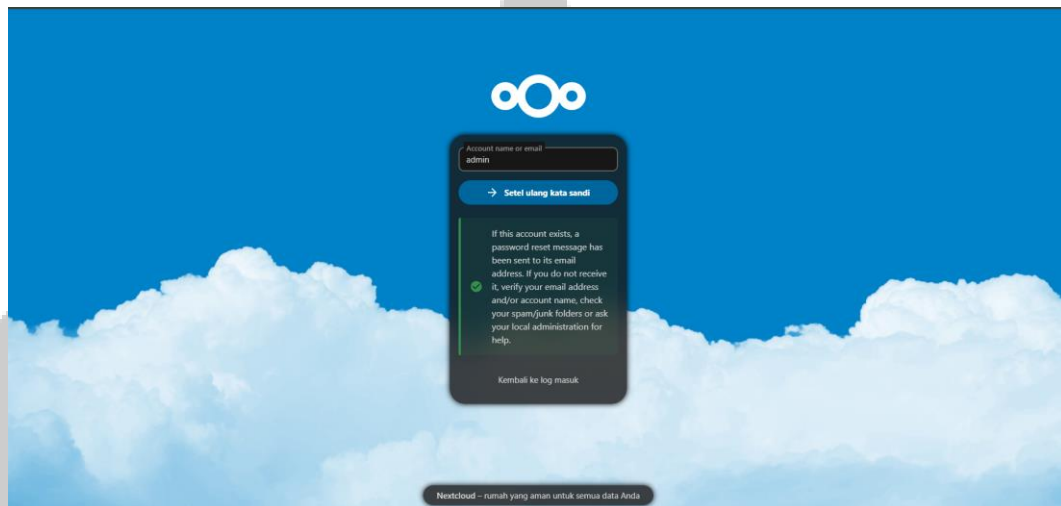 Account name or email
admin
→ Setel ulang kata sandi
If this account exists, a
password reset message has
been sent to its email
address. If you do not receive
it, verify your email address
and/or account name, check
your spam/junk folders or ask
your local administration for
help.
Kembali ke log masuk
Nextcloud – rumah yang aman untuk semua data Anda